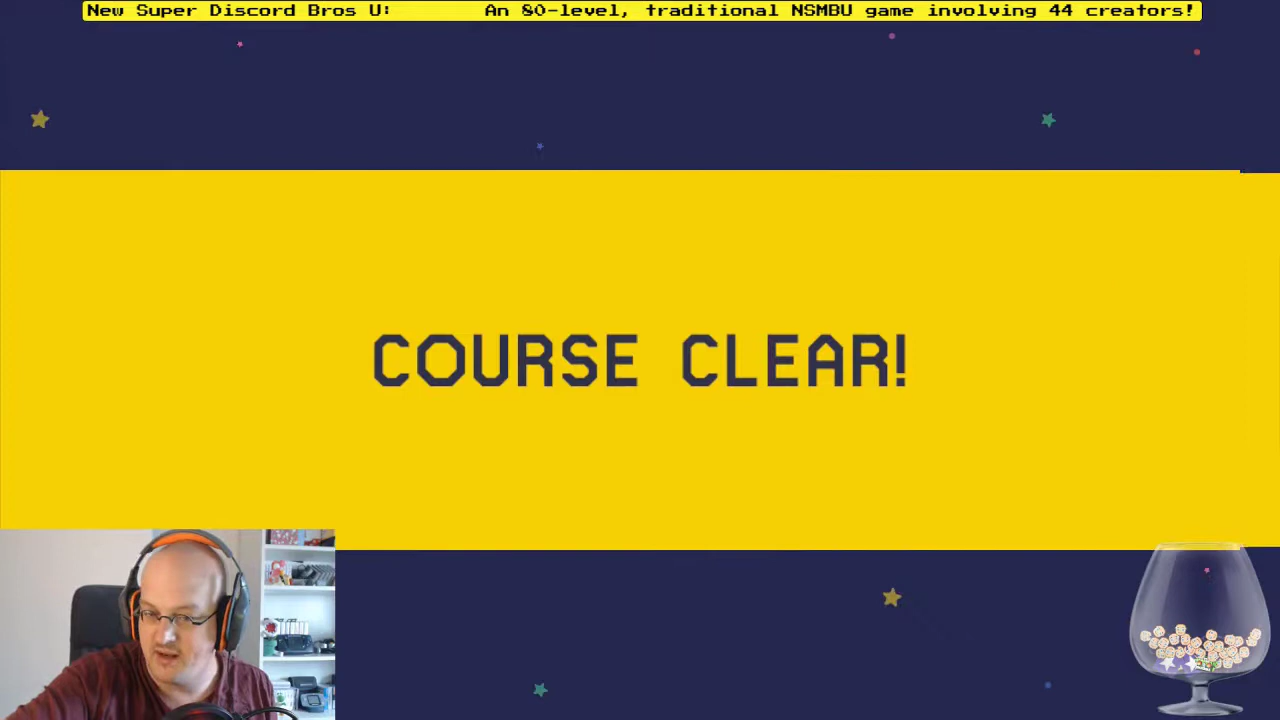 New Super Discord Bros U: An 80-level, traditional NSMBU game involving 44 creators!
COURSE CLEAR!